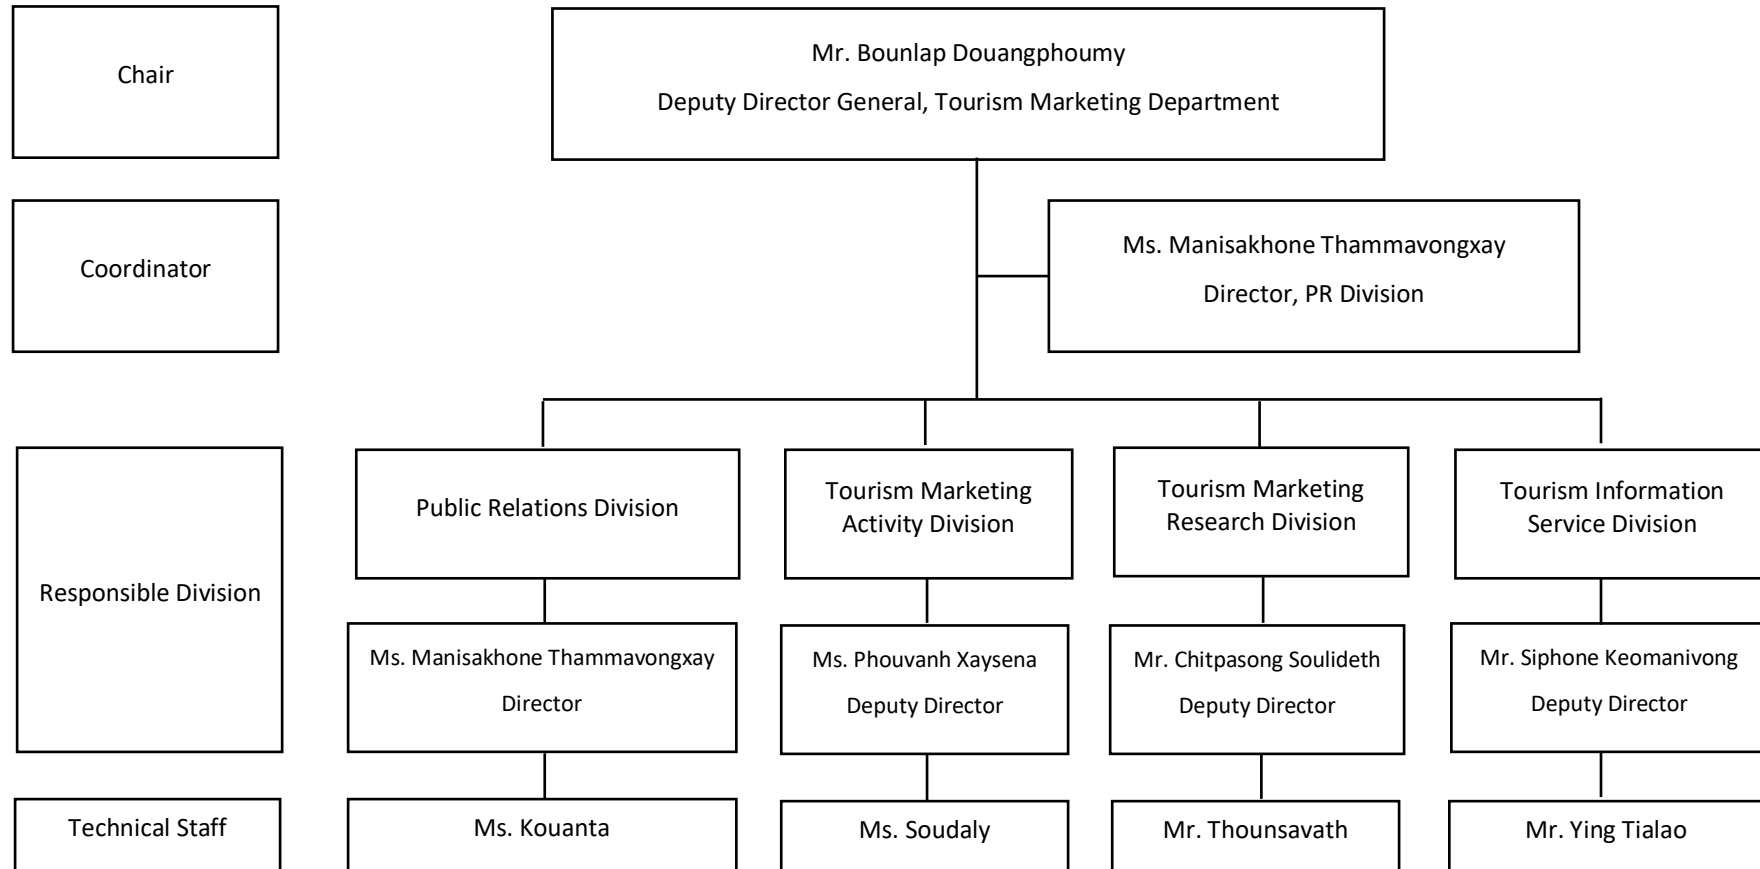 Chair
Mr. Bounlap Douangphoumy
Deputy Director General, Tourism Marketing Department
Coordinator
Ms. Manisakhone Thammavongxay
Director, PR Division
Responsible Division
Public Relations Division
Tourism Marketing
Activity Division
Tourism Marketing
Research Division
Tourism Information
Service Division
Ms. Manisakhone Thammavongxay
Director
Ms. Phouvanh Xaysena
Deputy Director
Mr. Chitpasong Soulideth
Deputy Director
Mr. Siphone Keomanivong
Deputy Director
Technical Staff
Ms. Kouanta
Ms. Soudaly
Mr. Thounsavath
Mr. Ying Tialao